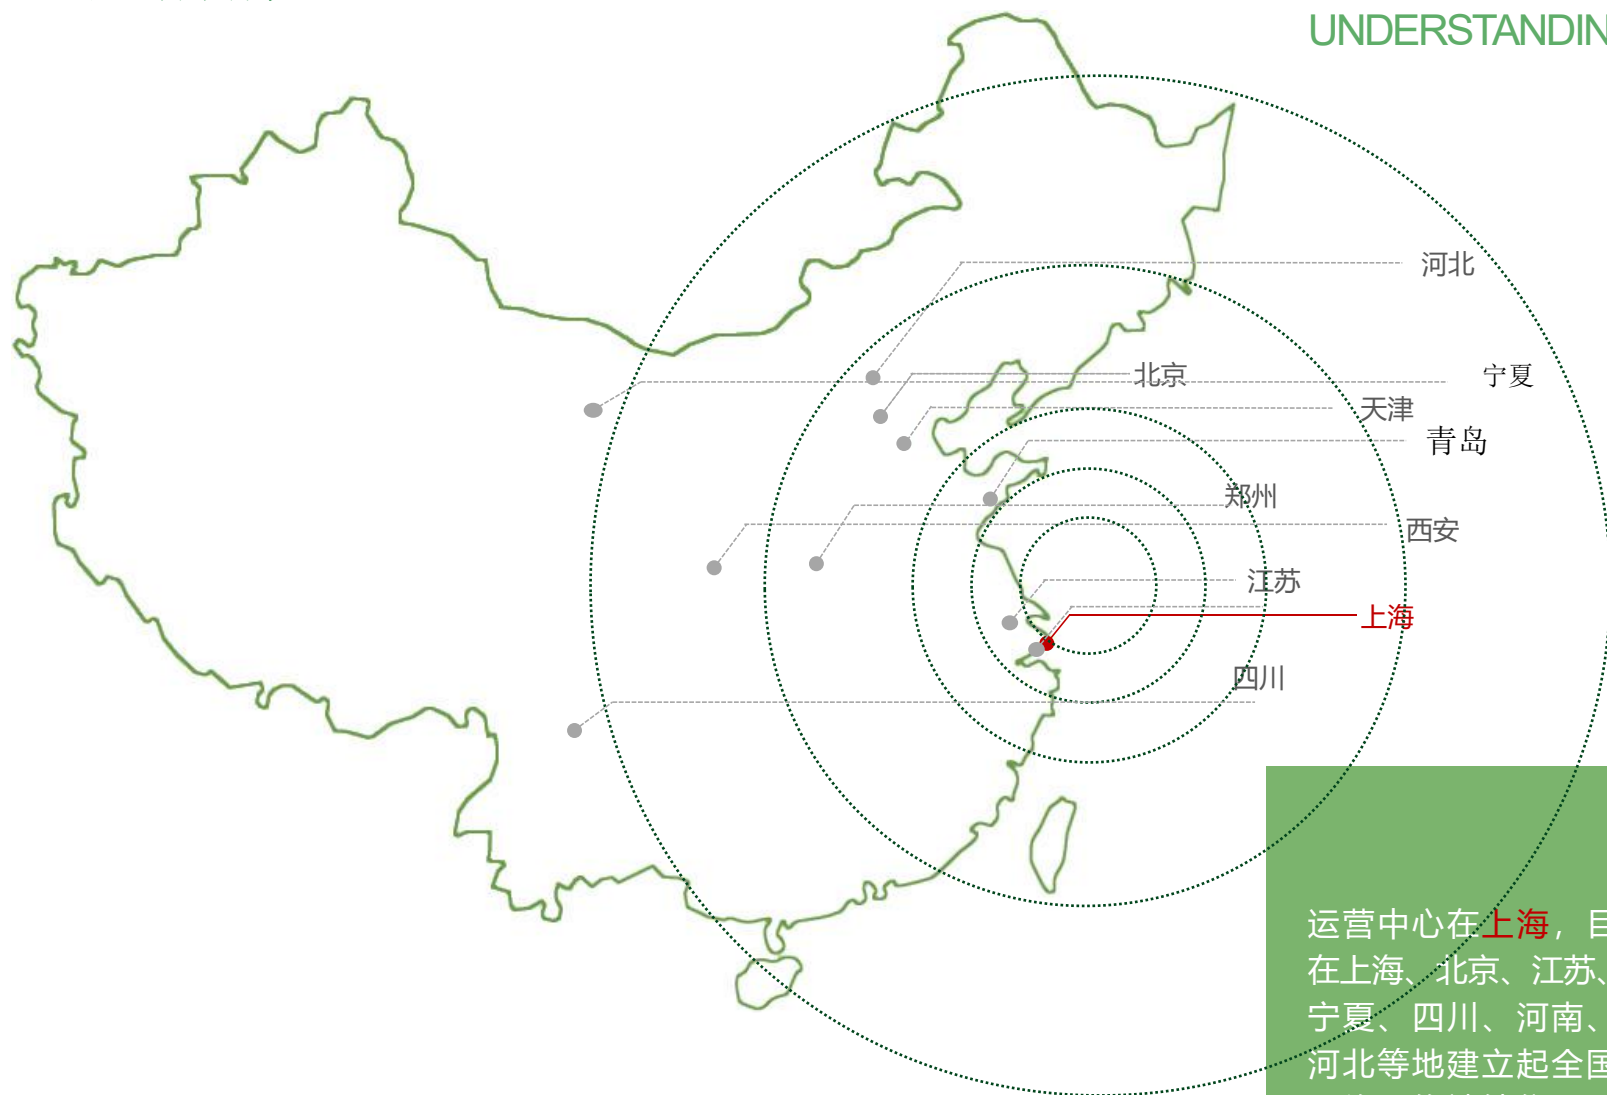 UNDERSTANDIN
河北
北京
宁夏
天津
青岛
郑州
西安
江苏
上海
四川
运营中心在上海，目
在上海、北京、江苏、
宁夏、四川、河南、
河北等地建立起全国